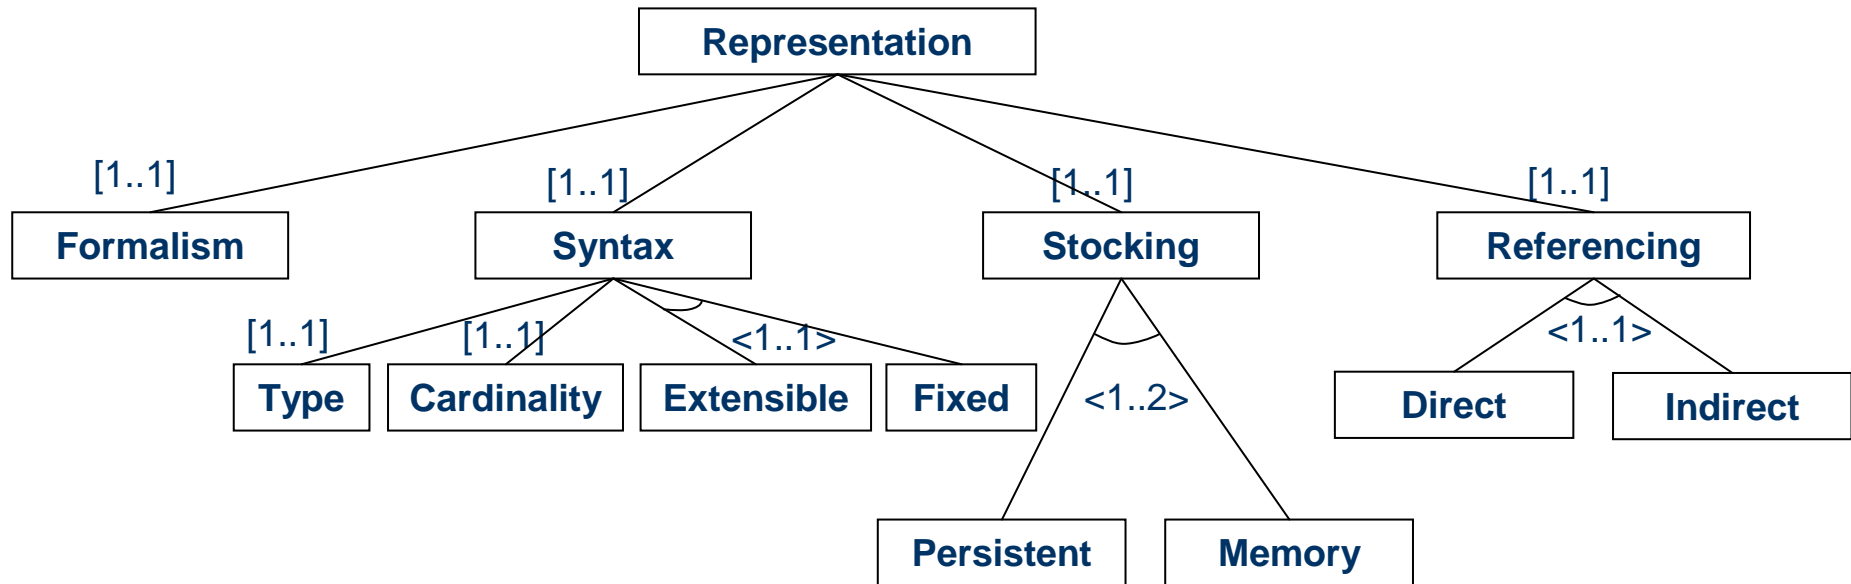 Representation
[1..1] [1..1] [1..1] [1..1]
Formalism Syntax Stocking Referencing
[1..1] [1..1] <1..1> <1..1>
Type Cardinality Extensible Fixed <1..2> Direct Indirect
Persistent Memory